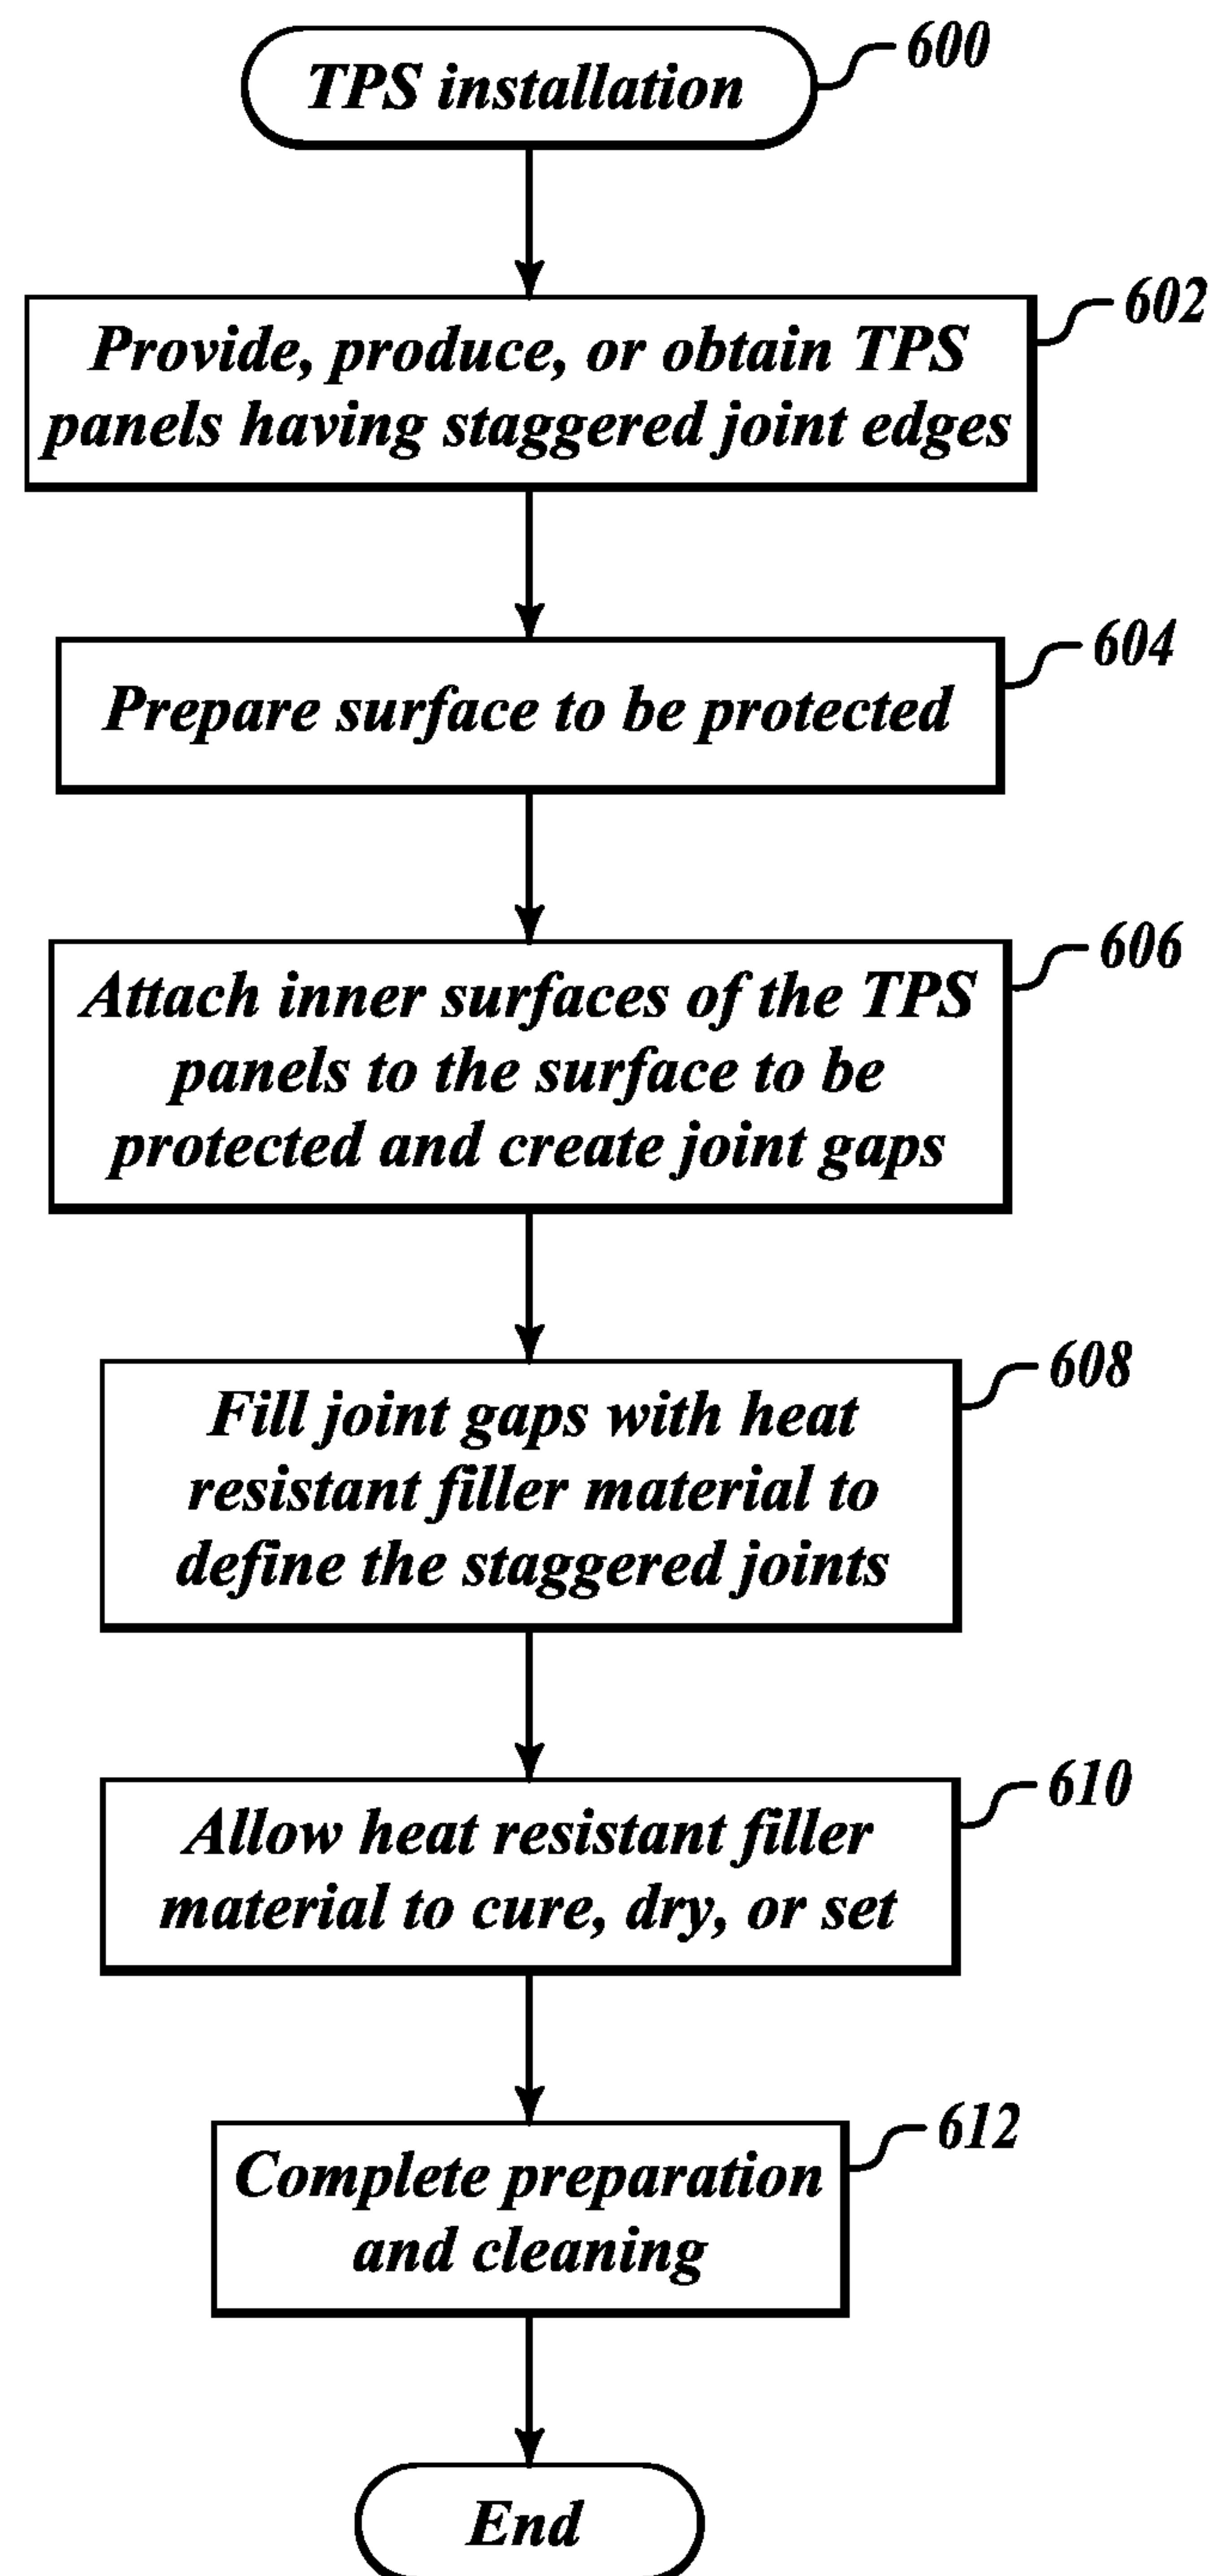 TPS installation
600
Provide, produce, or obtain TPS
panels having staggered joint edges
602
Prepare surface to be protected
604
Attach inner surfaces of the TPS
panels to the surface to be
protected and create joint gaps
606
Fill joint gaps with heat
resistant filler material to
define the staggered joints
608
Allow heat resistant filler
material to cure, dry, or set
610
Complete preparation
and cleaning
612
End